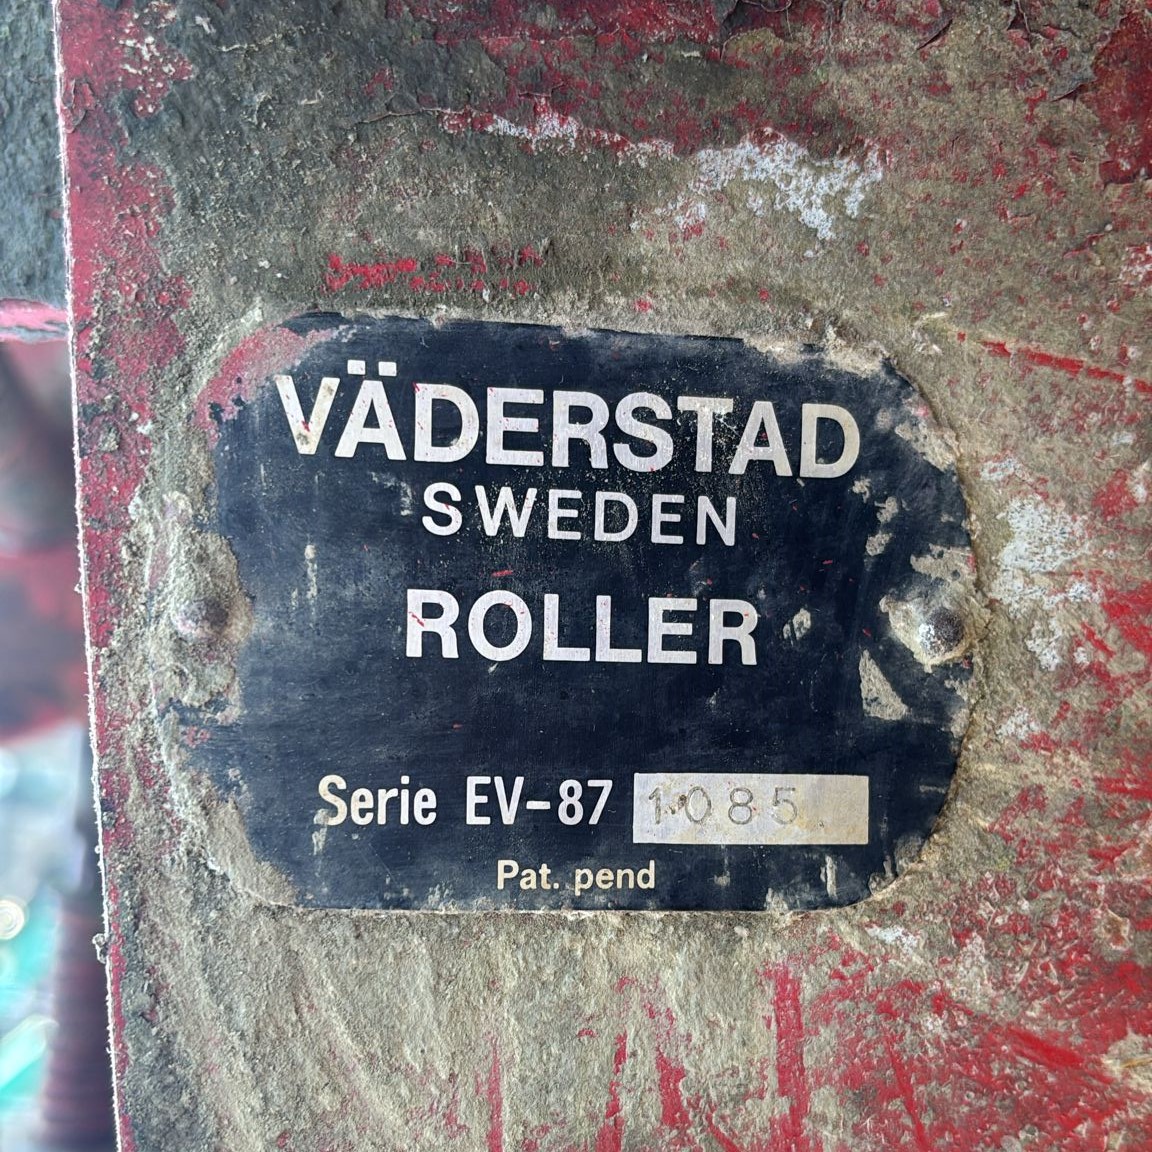 VÄDERSTAD
SWEDEN
ROLLER
Serie EV-87 1085
Pat. pend